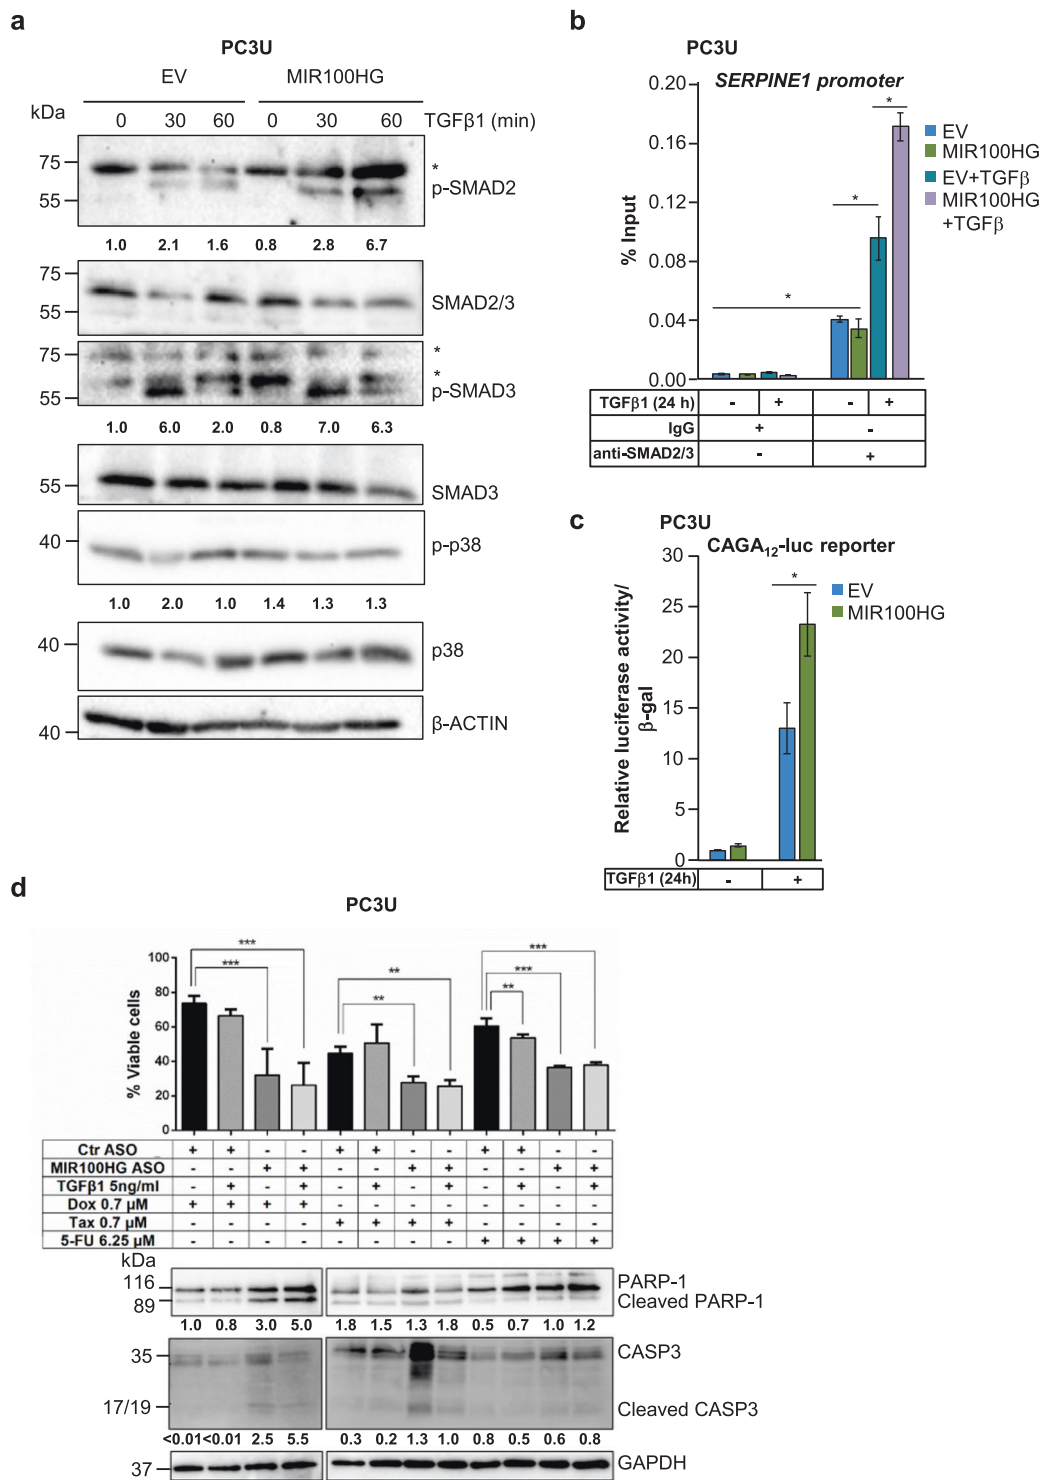 a
PC3U
EV MIR100HG
kDa 0 30 60 0 30 60 TGFβ1 (min)
75 *
p-SMAD2
55
1.0 2.1 1.6 0.8 2.8 6.7
75
SMAD2/3
55
75 *
*
p-SMAD3
55
1.0 6.0 2.0 0.8 7.0 6.3
55 SMAD3
40 p-p38
1.0 2.0 1.0 1.4 1.3 1.3
40 p38
40 β-ACTIN
b
PC3U
SERPINE1 promoter
% Input
0.20
0.16
0.12
0.08
0.04
0.00
*
*
*
EV
MIR100HG
EV+TGFβ
MIR100HG
+TGFβ
TGFβ1 (24 h) - + - +
IgG + -
anti-SMAD2/3 - +
c
PC3U
CAGA12-luc reporter
Relative luciferase activity/
β-gal
30
25
20
15
10
5
0
*
EV
MIR100HG
TGFβ1 (24h) - +
d
PC3U
% Viable cells
100
80
60
40
20
0
*** *** ** ** *** *** **
Ctr ASO + + - - + + - - + + - -
MIR100HG ASO - - + + - - + + - - + +
TGFβ1 5ng/ml - + - + - + - + - + - +
Dox 0.7 µM + + + + - - - - - - - -
Tax 0.7 µM - - - - + + + + - - - -
5-FU 6.25 µM - - - - - - - - + + + +
kDa
116 PARP-1
89 Cleaved PARP-1
1.0 0.8 3.0 5.0 1.8 1.5 1.3 1.8 0.5 0.7 1.0 1.2
35 CASP3
17/19 Cleaved CASP3
<0.01 <0.01 2.5 5.5 0.3 0.2 1.3 1.0 0.8 0.5 0.6 0.8
37 GAPDH